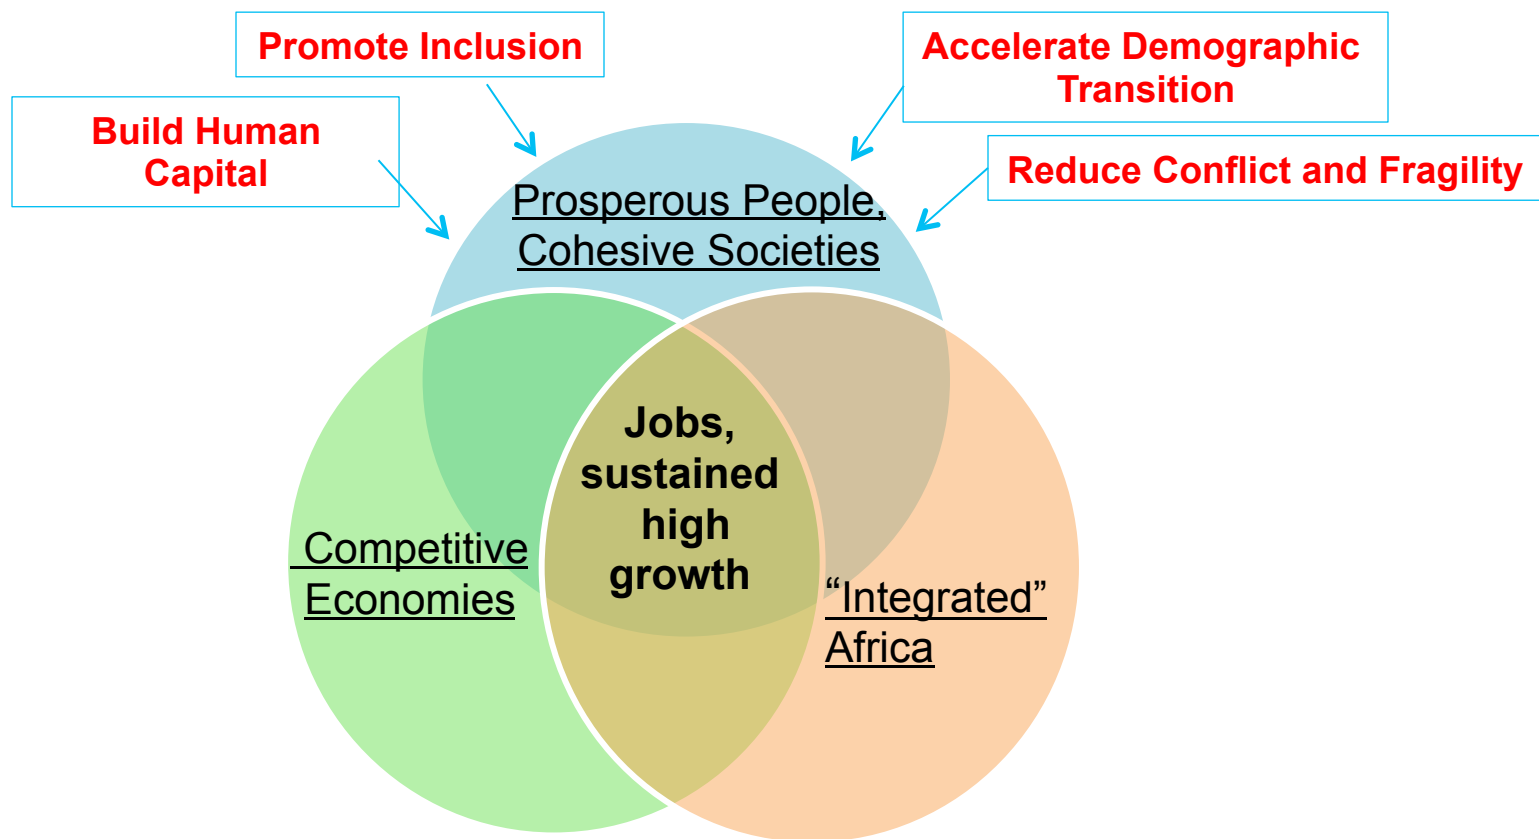 Promote Inclusion
Accelerate Demographic
Transition
Build Human
Capital
Reduce Conflict and Fragility
Prosperous People,
Cohesive Societies
Jobs,
sustained
high
growth
Competitive
Economies
“Integrated”
Africa